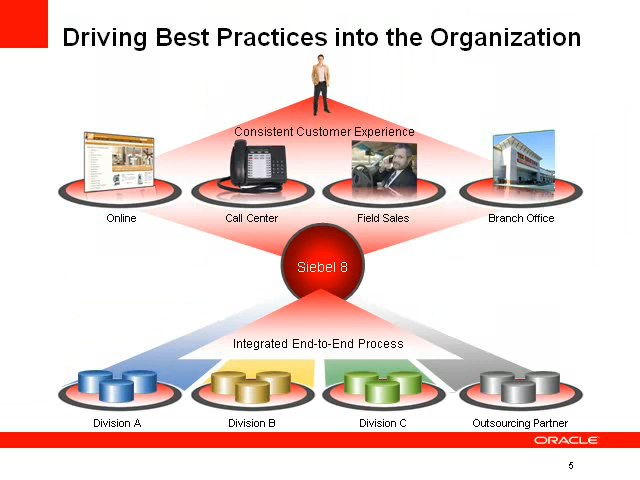 Driving Best Practices into the Organization
Consistent Customer Experience
Online
Call Center
Field Sales
Branch Office
Siebel 8
Integrated End-to-End Process
Division A
Division B
Division C
Outsourcing Partner
ORACLE
5